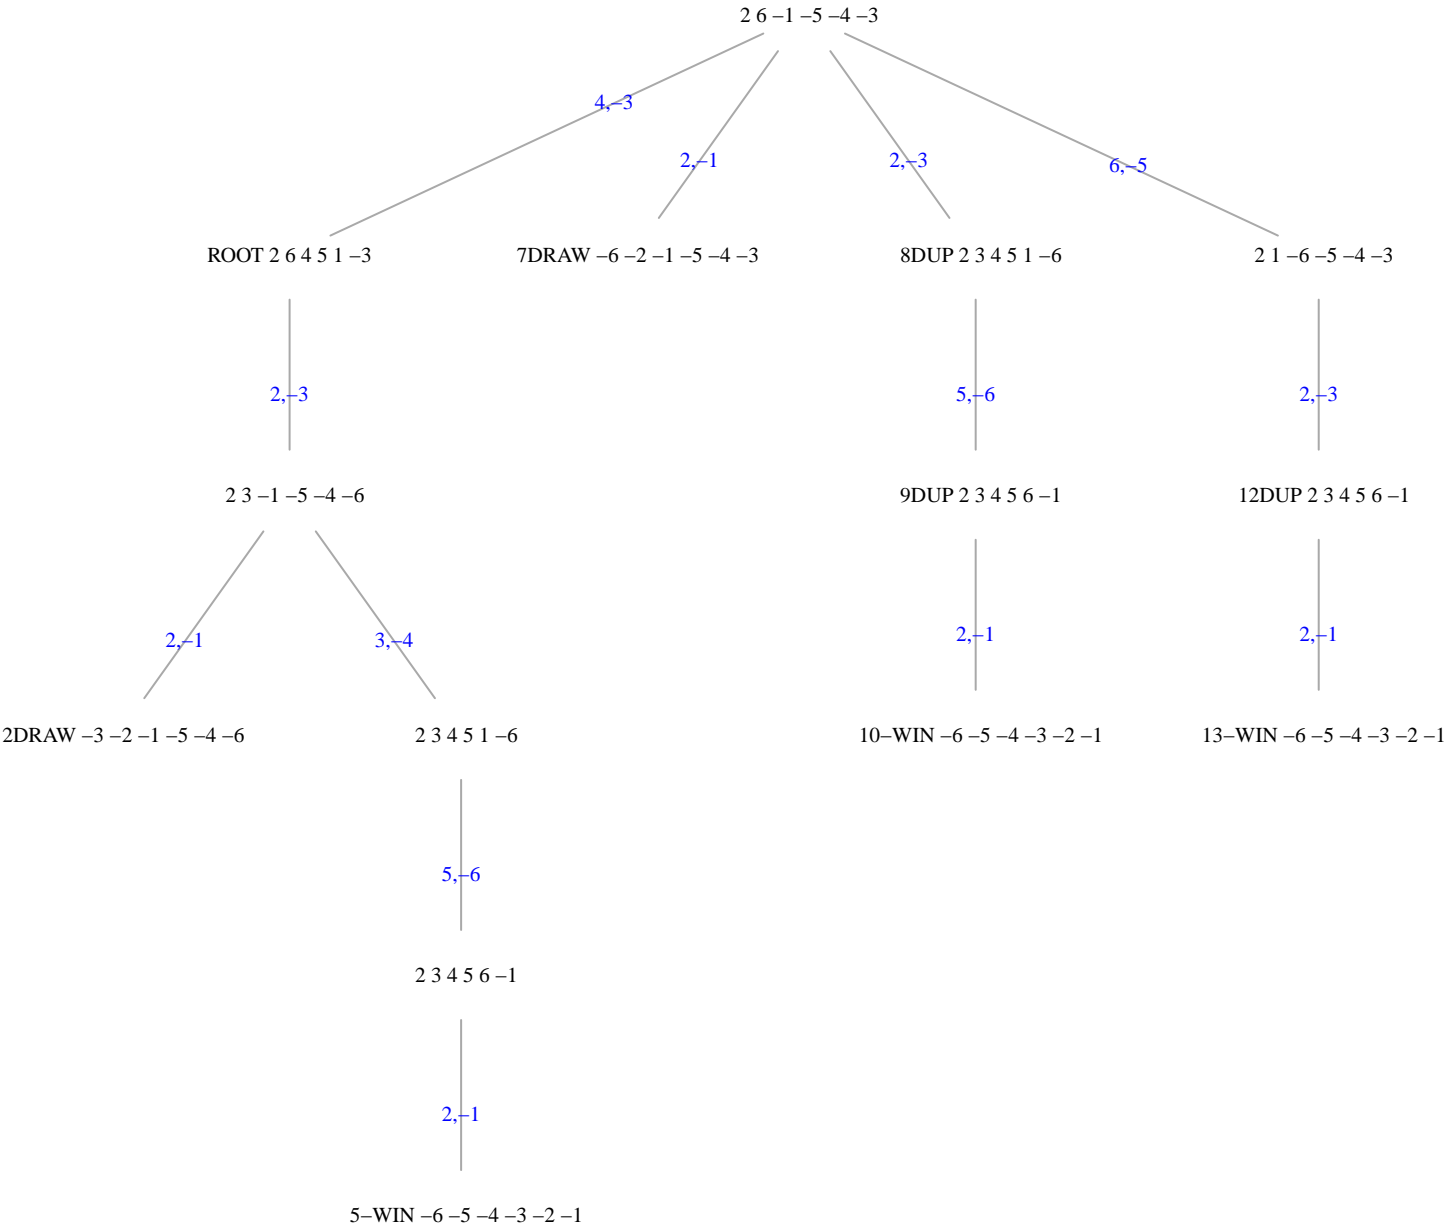 2 6 –1 –5 –4 –3
4,–3
2,–1
2,–3
6,–5
ROOT 2 6 4 5 1 –3
7DRAW –6 –2 –1 –5 –4 –3
8DUP 2 3 4 5 1 –6
2 1 –6 –5 –4 –3
2,–3
5,–6
2,–3
2 3 –1 –5 –4 –6
9DUP 2 3 4 5 6 –1
12DUP 2 3 4 5 6 –1
2,–1
3,–4
2,–1
2,–1
2DRAW –3 –2 –1 –5 –4 –6
2 3 4 5 1 –6
10–WIN –6 –5 –4 –3 –2 –1
13–WIN –6 –5 –4 –3 –2 –1
5,–6
2 3 4 5 6 –1
2,–1
5–WIN –6 –5 –4 –3 –2 –1